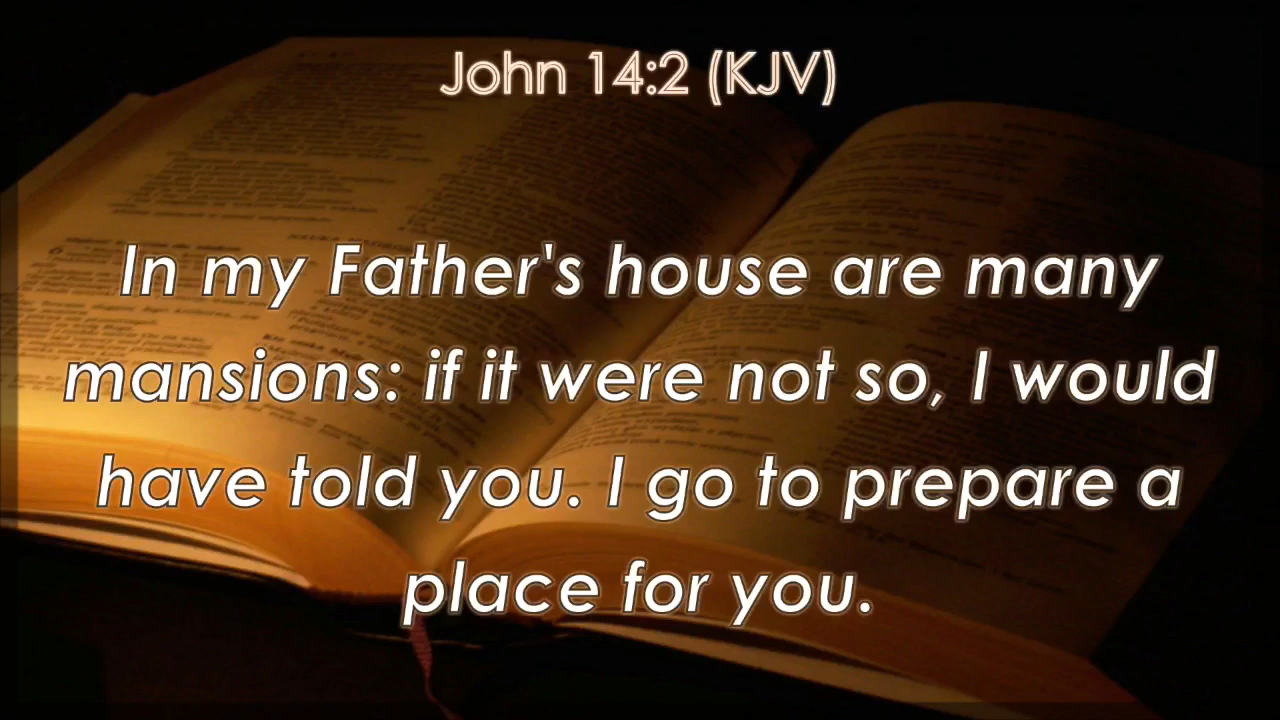 John 14:2 (KJV)
In my Father's house are many
mansions: if it were not so, I would
have told you. I go to prepare a
place for you.